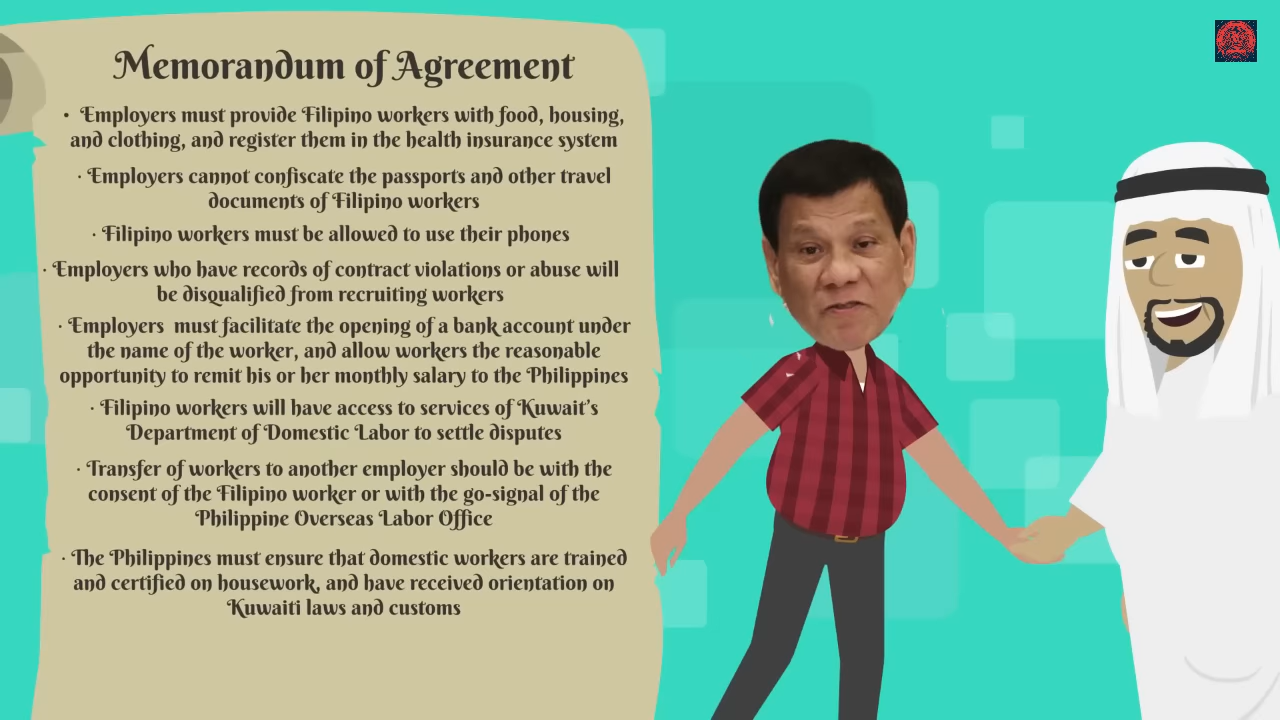 Memorandum of Agreement
• Employers must provide Filipino workers with food, housing,
and clothing, and register them in the health insurance system
· Employers cannot confiscate the passports and other travel
documents of Filipino workers
· Filipino workers must be allowed to use their phones
· Employers who have records of contract violations or abuse will
be disqualified from recruiting workers
· Employers must facilitate the opening of a bank account under
the name of the worker, and allow workers the reasonable
opportunity to remit his or her monthly salary to the Philippines
· Filipino workers will have access to services of Kuwait's
Department of Domestic Labor to settle disputes
· Transfer of workers to another employer should be with the
consent of the Filipino worker or with the go-signal of the
Philippine Overseas Labor Office
· The Philippines must ensure that domestic workers are trained
and certified on housework, and have received orientation on
Kuwaiti laws and customs